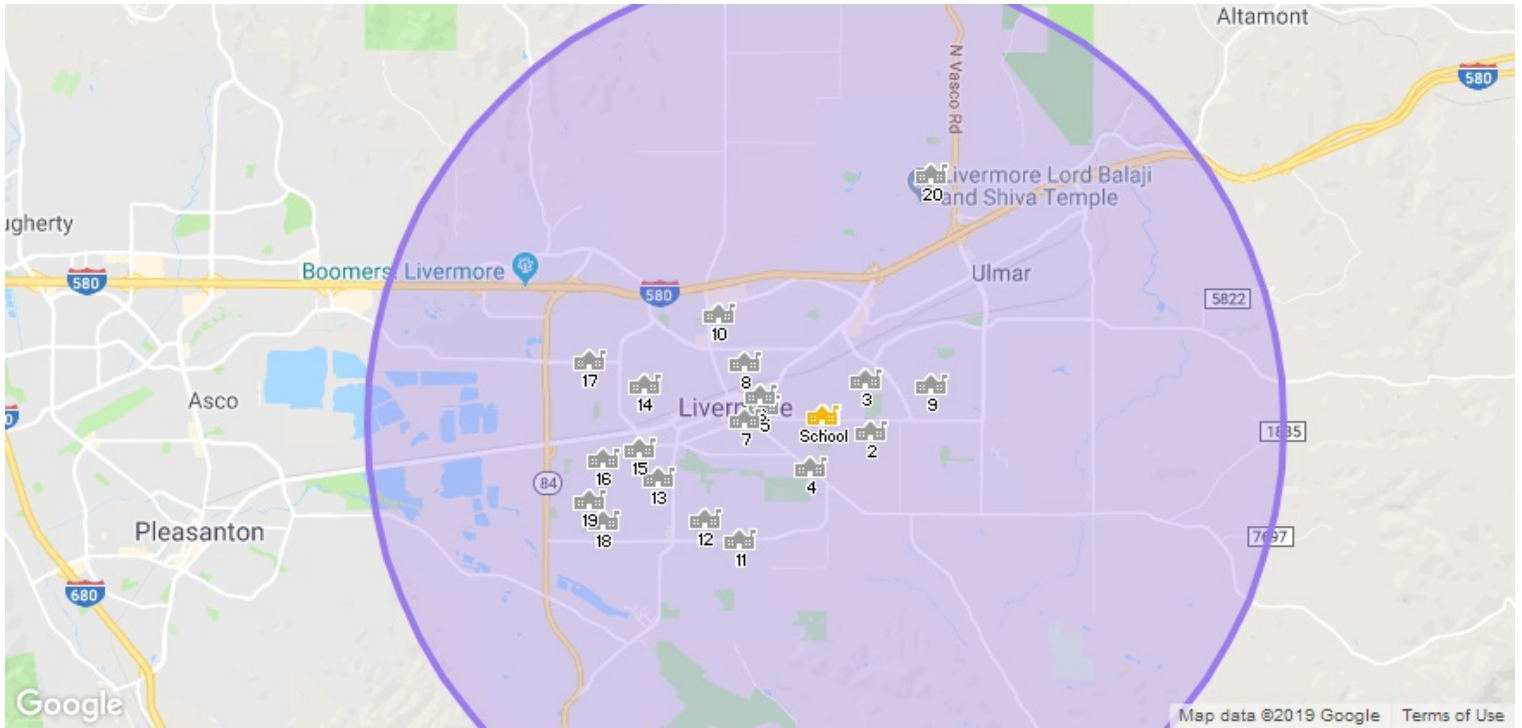 Altamont
580
N Vasco Rd
Livermore Lord Balaji
and Shiva Temple
20
ugherty
580
Boomers! Livermore
580
Ulmar
5822
10
17
8
3
9
14
Asco
Livermore
5
7
School
2
1835
15
16
4
13
84
19
18
12
11
Pleasanton
7697
680
Google
Map data ©2019 Google
Terms of Use